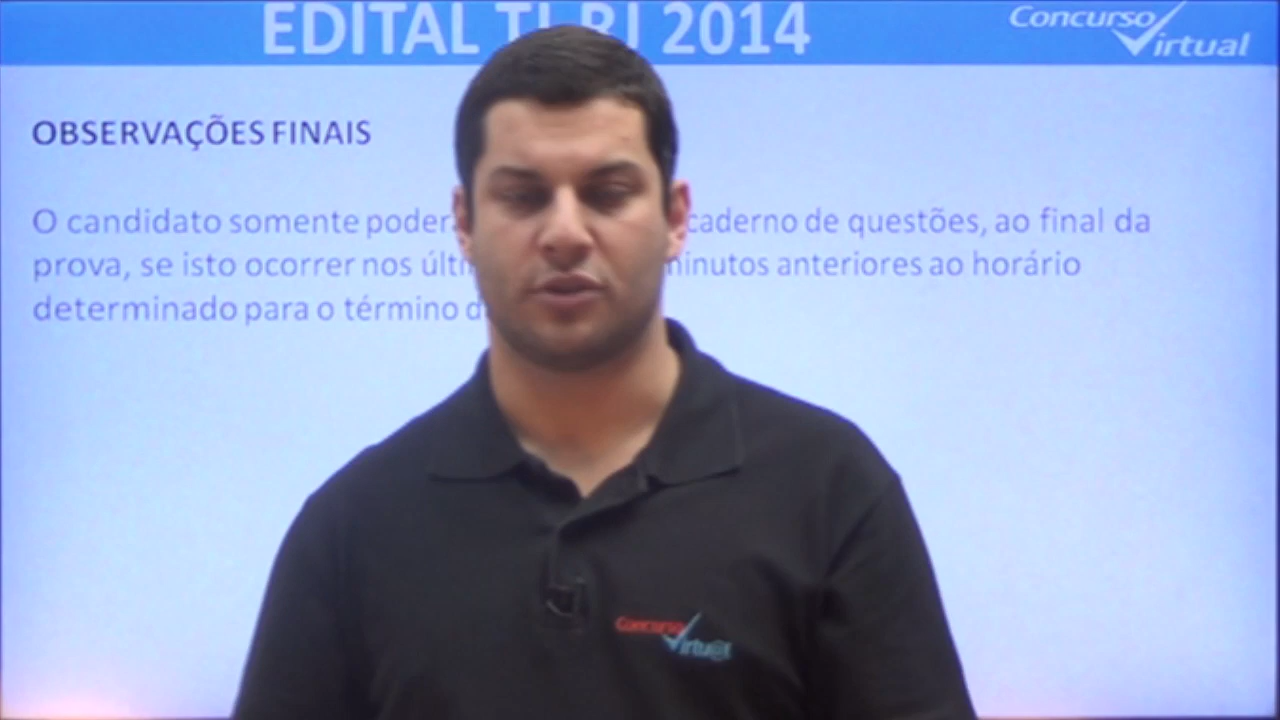 EDITAL TJ RJ 2014
Concurso
Virtual
OBSERVAÇÕES FINAIS
O candidato somente poder caderno de questões, ao final da
prova, se isto ocorrer nos últi minutos anteriores ao horário
determinado para o término d
Concurso
Virtual